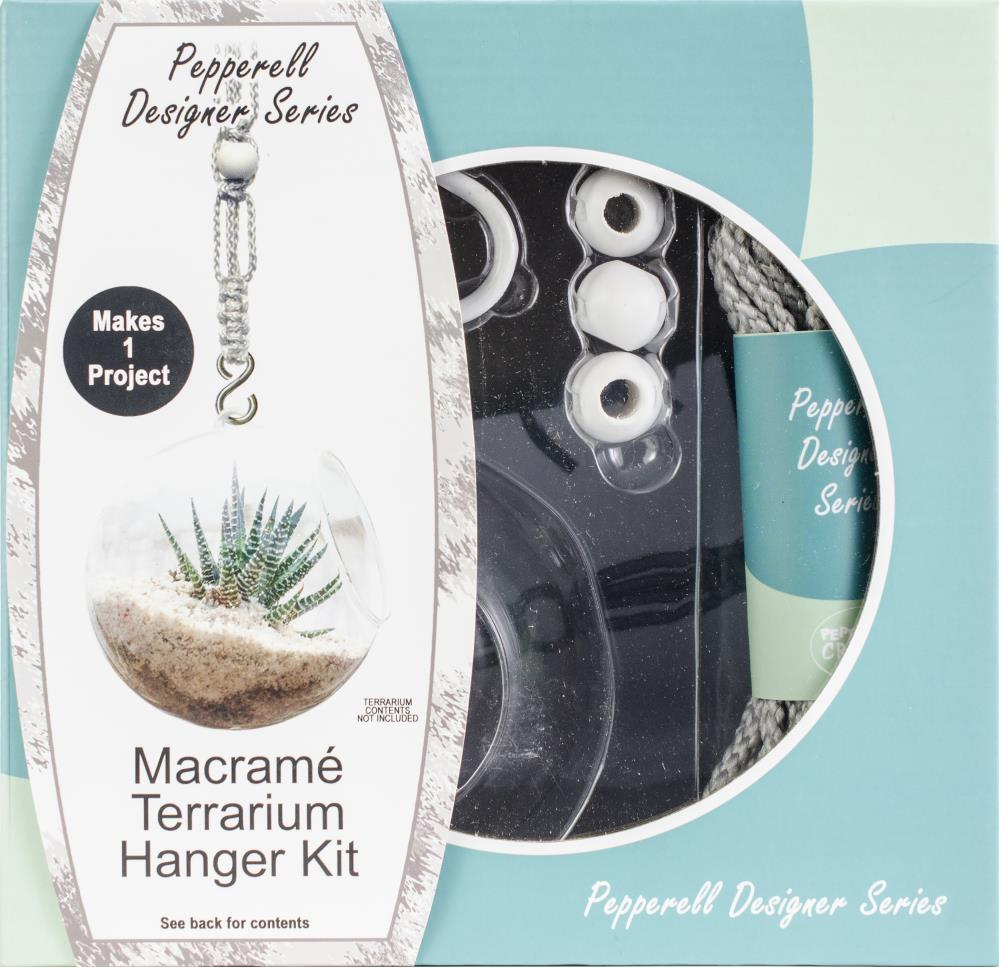 Pepperell
Designer Series
Makes
1
Project
TERRARIUM
CONTENTS
NOT INCLUDED
Macramé
Terrarium
Hanger Kit
See back for contents
Series
Pepperell Designer Series